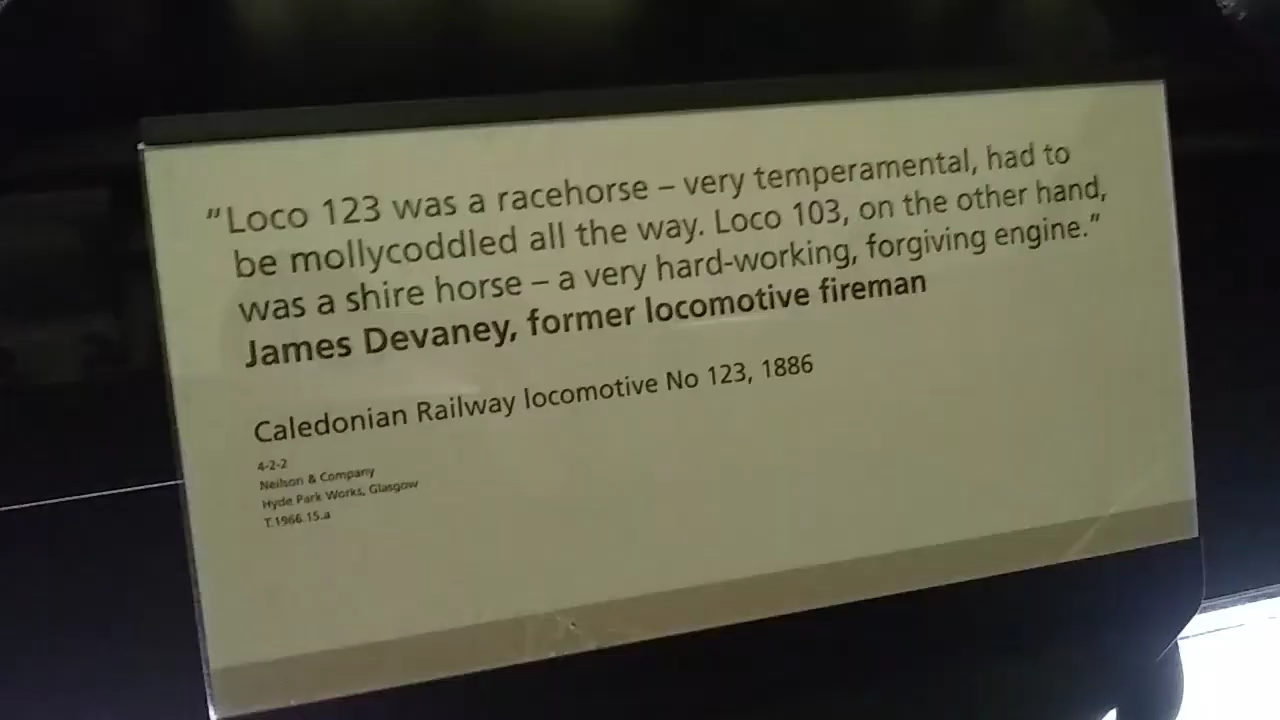 "Loco 123 was a racehorse – very temperamental, had to
be mollycoddled all the way. Loco 103, on the other hand,
was a shire horse – a very hard-working, forgiving engine."
James Devaney, former locomotive fireman
Caledonian Railway locomotive No 123, 1886
4-2-2
Neilson & Company
Hyde Park Works, Glasgow
T.1966.15.a